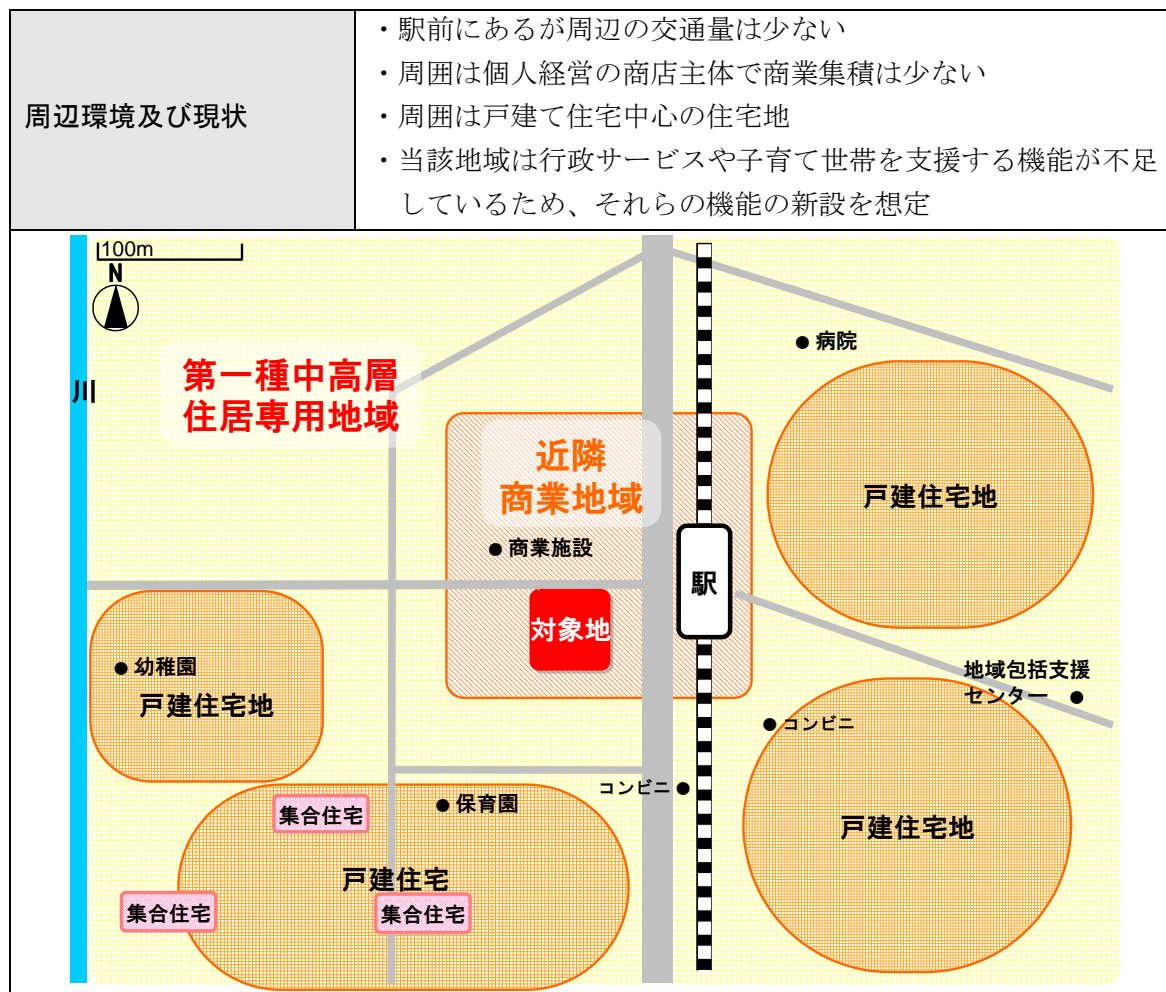 周辺環境及び現状
・駅前にあるが周辺の交通量は少ない
・周囲は個人経営の商店主体で商業集積は少ない
・周囲は戸建て住宅中心の住宅地
・当該地域は行政サービスや子育て世帯を支援する機能が不足
しているため、それらの機能の新設を想定
100m
N
川
第一種中高層
住居専用地域
病院
近隣
商業地域
戸建住宅地
商業施設
駅
対象地
幼稚園
戸建住宅地
地域包括支援
センター
コンビニ
コンビニ
保育園
集合住宅
戸建住宅地
戸建住宅
集合住宅
集合住宅